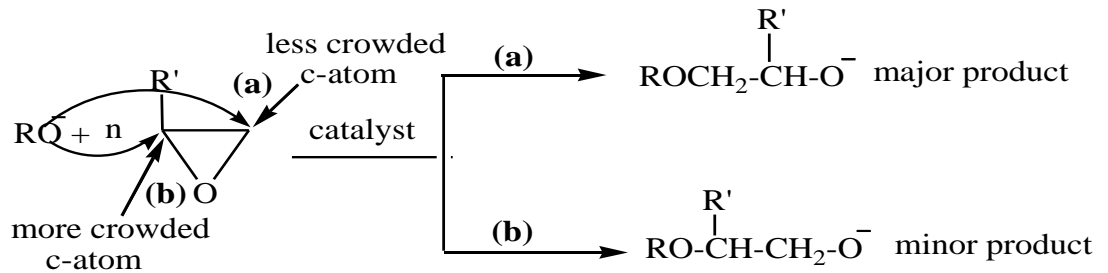 R'
less crowded
c-atom
(a)
RO⁻ + n
O
(b)
more crowded
c-atom
catalyst
(a)
R'
ROCH₂-CH-O⁻ major product
(b)
R'
RO-CH-CH₂-O⁻ minor product